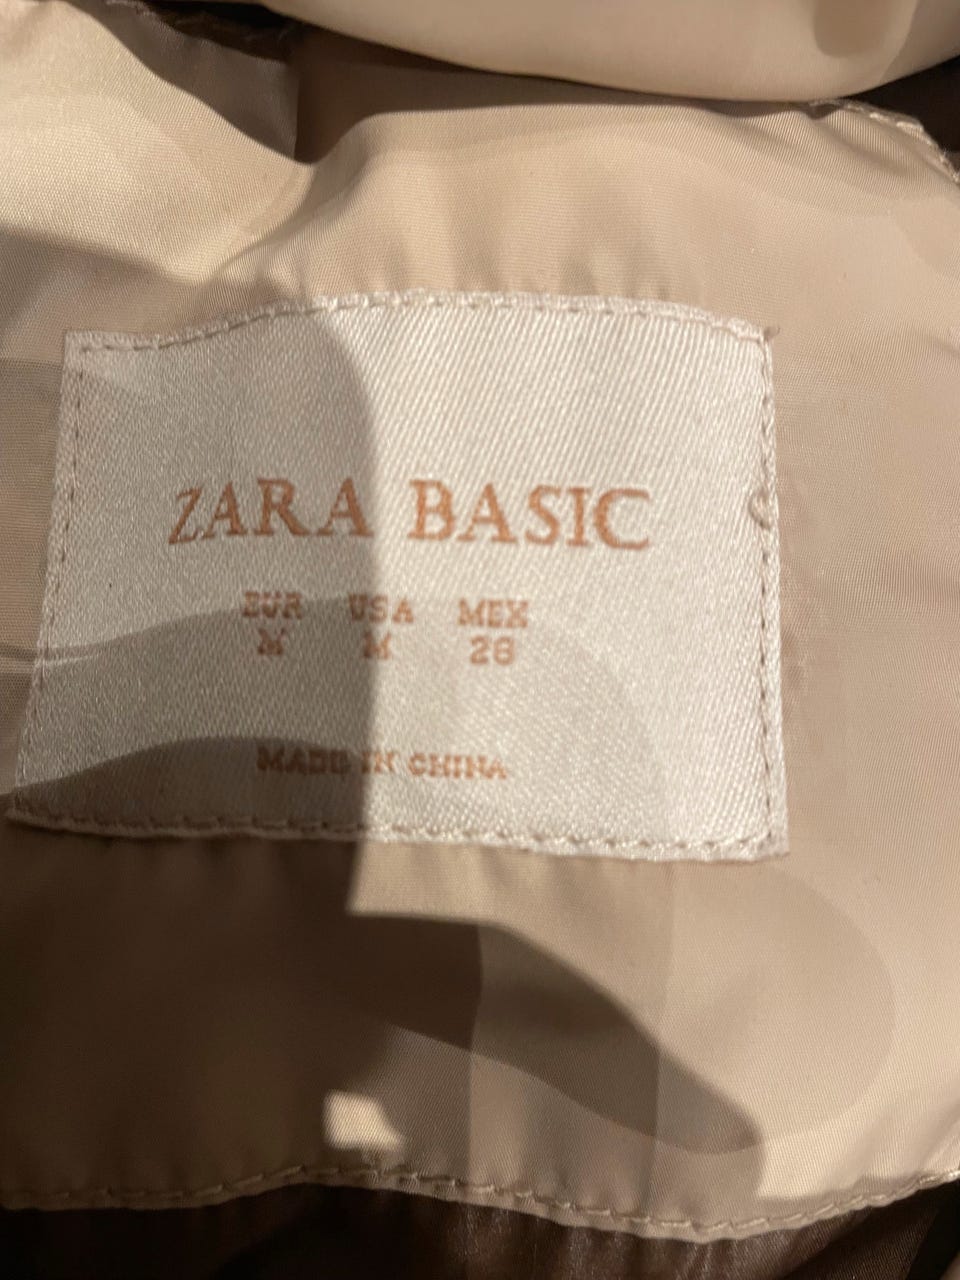 ZARA BASIC
EUR USA MEX
M M 28
MADE IN CHINA